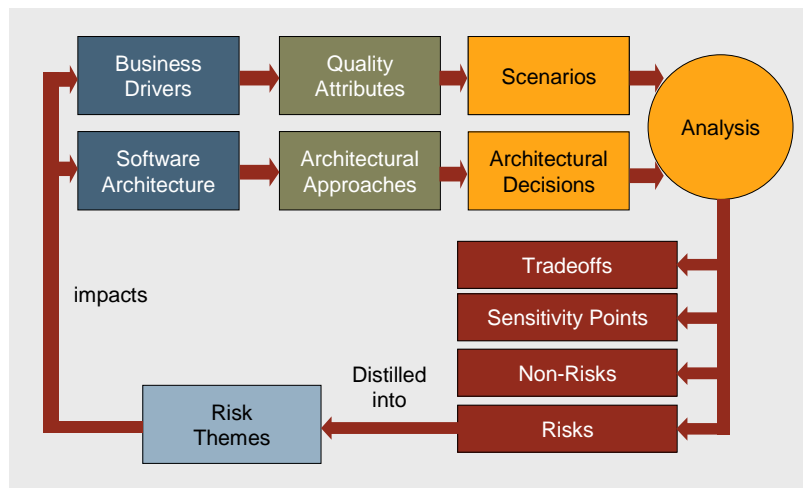 Business
Drivers
Quality
Attributes
Scenarios
Analysis
Software
Architecture
Architectural
Approaches
Architectural
Decisions
Tradeoffs
impacts
Sensitivity Points
Non-Risks
Distilled
into
Risk
Themes
Risks